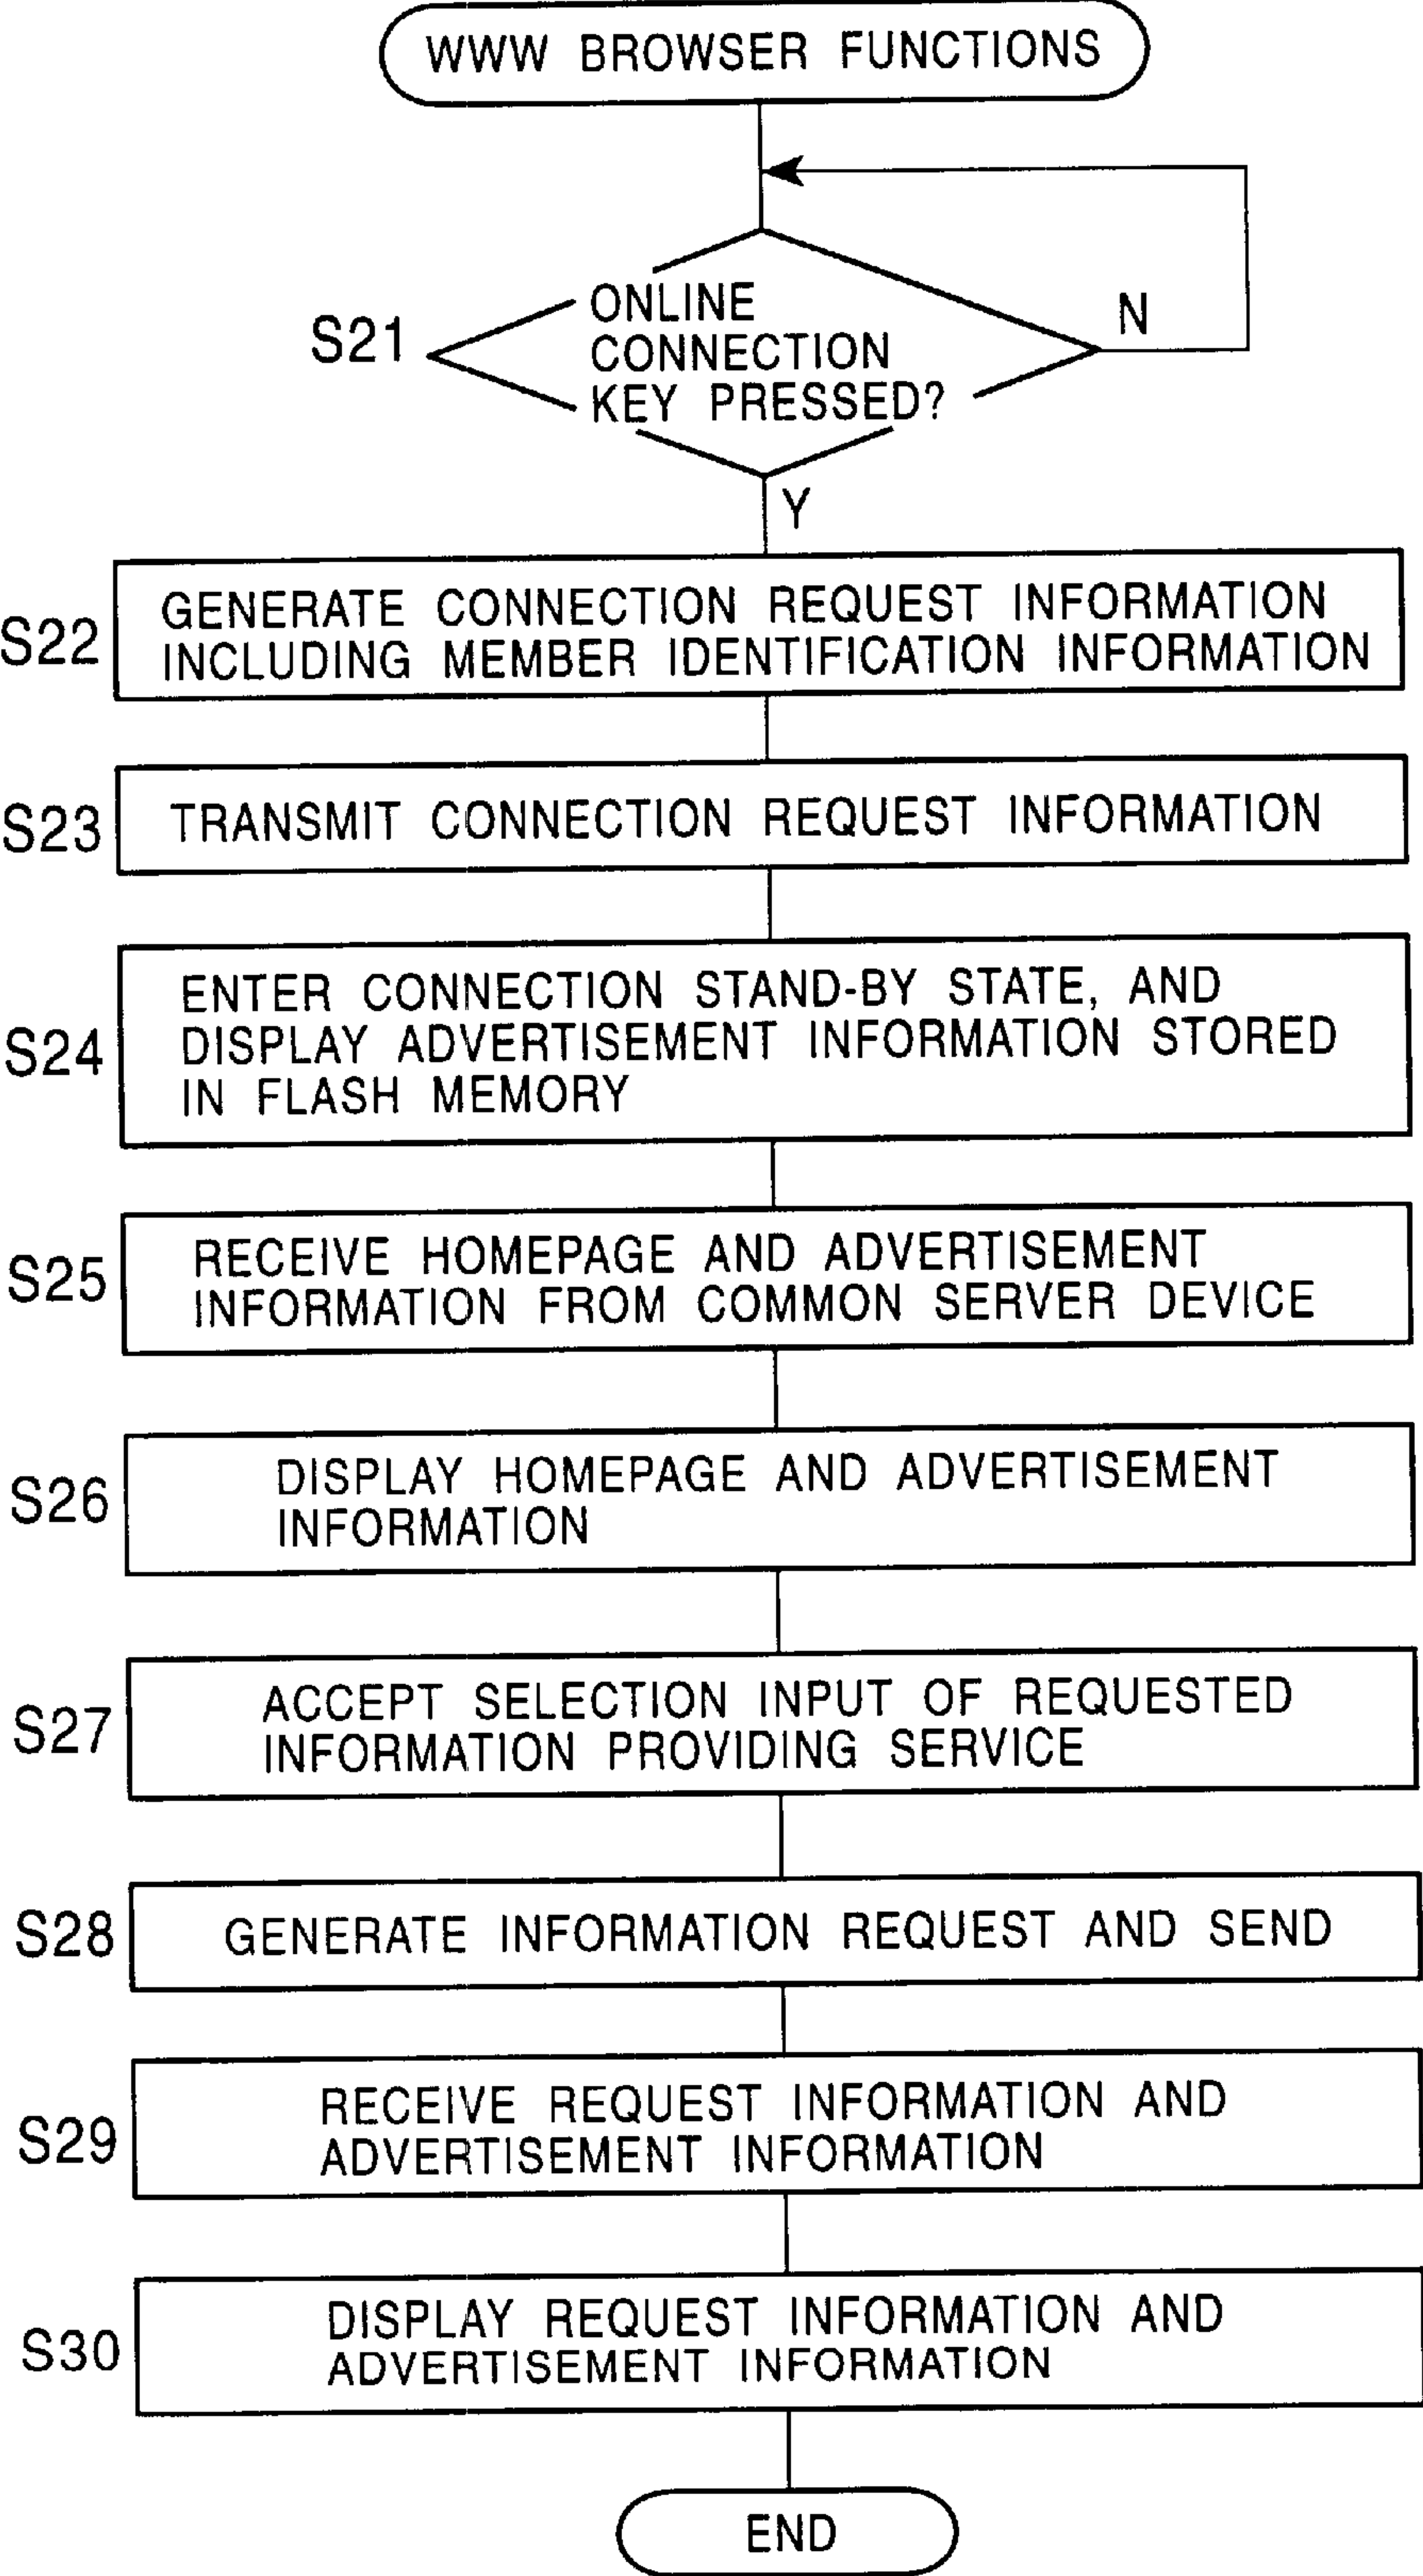 WWW BROWSER FUNCTIONS
S21
ONLINE
CONNECTION
KEY PRESSED?
N
Y
S22
GENERATE CONNECTION REQUEST INFORMATION
INCLUDING MEMBER IDENTIFICATION INFORMATION
S23
TRANSMIT CONNECTION REQUEST INFORMATION
S24
ENTER CONNECTION STAND-BY STATE, AND
DISPLAY ADVERTISEMENT INFORMATION STORED
IN FLASH MEMORY
S25
RECEIVE HOMEPAGE AND ADVERTISEMENT
INFORMATION FROM COMMON SERVER DEVICE
S26
DISPLAY HOMEPAGE AND ADVERTISEMENT
INFORMATION
S27
ACCEPT SELECTION INPUT OF REQUESTED
INFORMATION PROVIDING SERVICE
S28
GENERATE INFORMATION REQUEST AND SEND
S29
RECEIVE REQUEST INFORMATION AND
ADVERTISEMENT INFORMATION
S30
DISPLAY REQUEST INFORMATION AND
ADVERTISEMENT INFORMATION
END